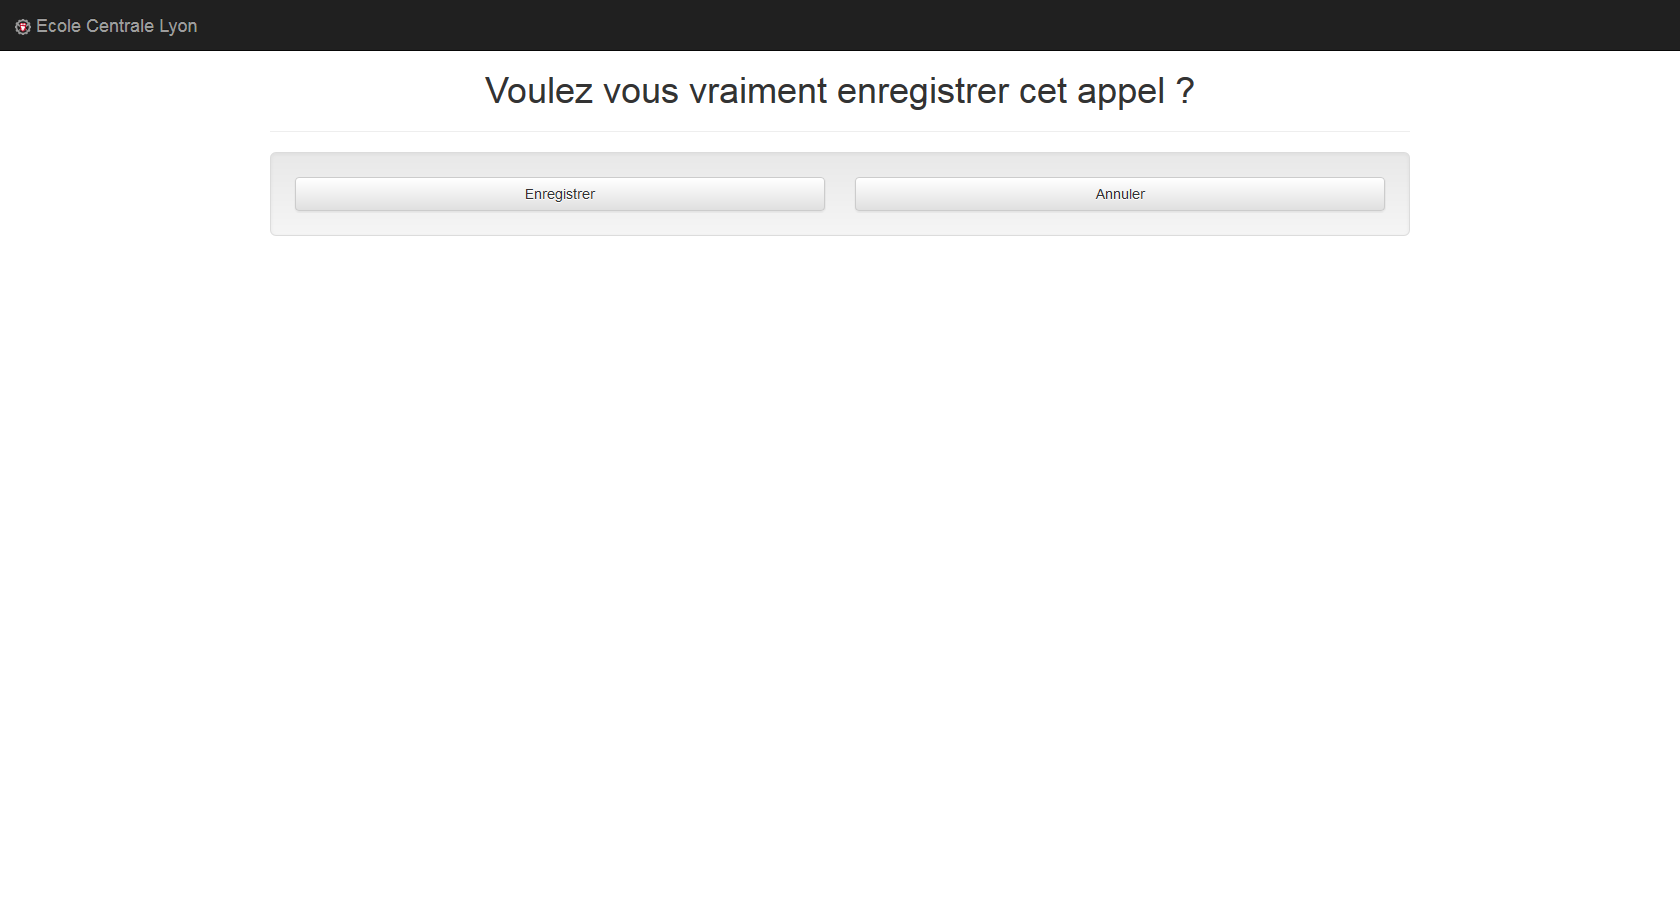 Ecole Centrale Lyon
Voulez vous vraiment enregistrer cet appel ?
Enregistrer
Annuler